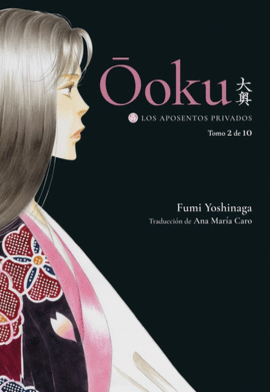 Ōoku 大奥
LOS APOSENTOS PRIVADOS
Tomo 2 de 10
Fumi Yoshinaga
Traducción de Ana María Caro